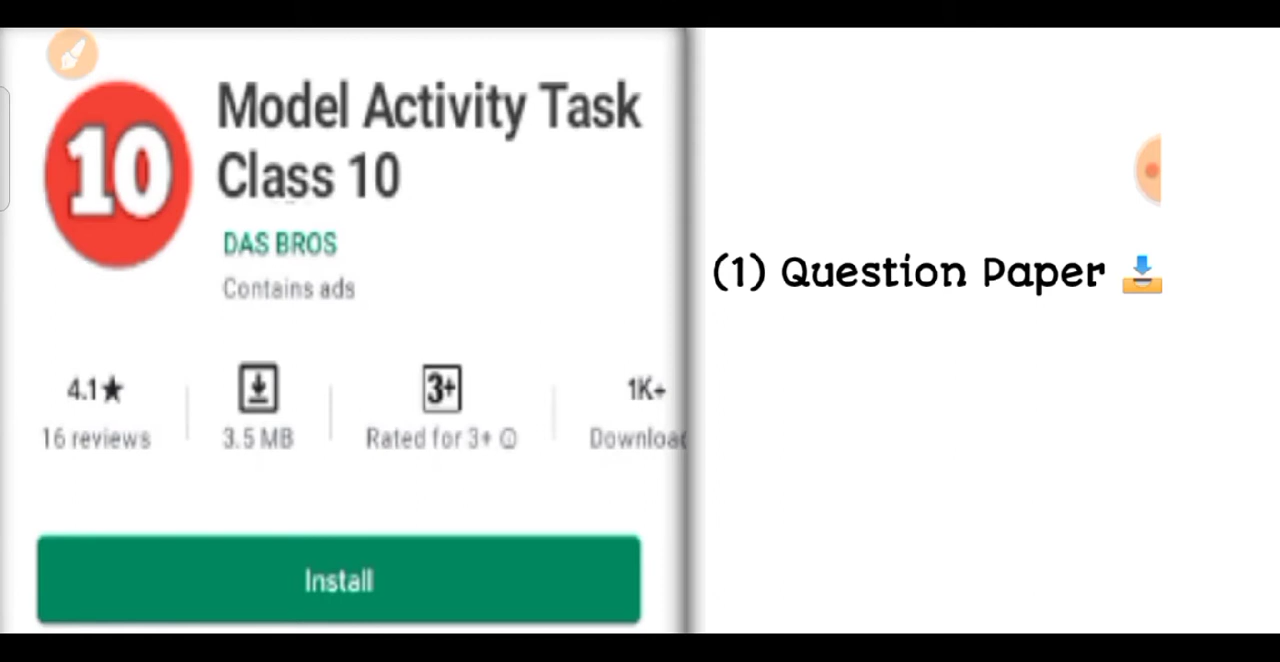 10
Model Activity Task
Class 10
DAS BROS
Contains ads
4.1★
16 reviews
3.5 MB
3+
Rated for 3+
1K+
Download
Install
(1) Question Paper